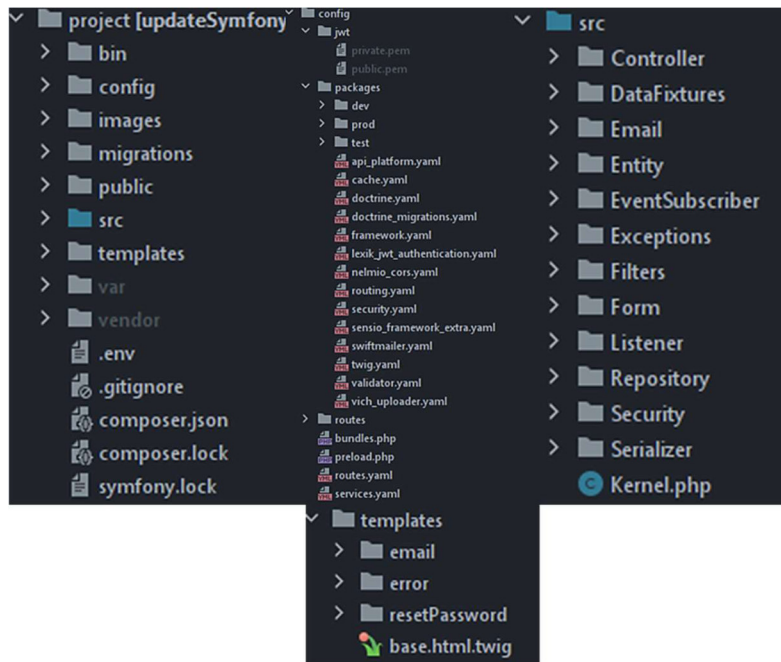 project [updateSymfony
bin
config
images
migrations
public
src
templates
var
vendor
.env
.gitignore
composer.json
composer.lock
symfony.lock
config
jwt
private.pem
public.pem
packages
dev
prod
test
api_platform.yaml
cache.yaml
doctrine.yaml
doctrine_migrations.yaml
framework.yaml
lexik_jwt_authentication.yaml
nelmio_cors.yaml
routing.yaml
security.yaml
sensio_framework_extra.yaml
swiftmailer.yaml
twig.yaml
validator.yaml
vich_uploader.yaml
routes
bundles.php
preload.php
routes.yaml
services.yaml
src
Controller
DataFixtures
Email
Entity
EventSubscriber
Exceptions
Filters
Form
Listener
Repository
Security
Serializer
Kernel.php
templates
email
error
resetPassword
base.html.twig